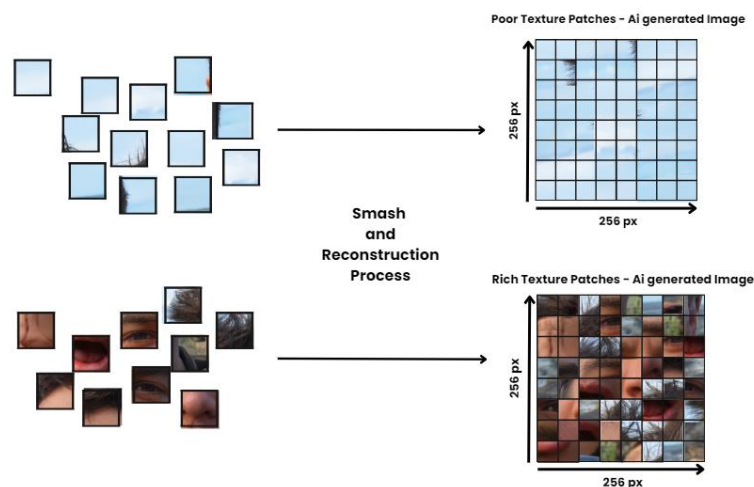 Poor Texture Patches - Ai generated Image
256 px
256 px
Smash
and
Reconstruction
Process
Rich Texture Patches - Ai generated Image
256 px
256 px